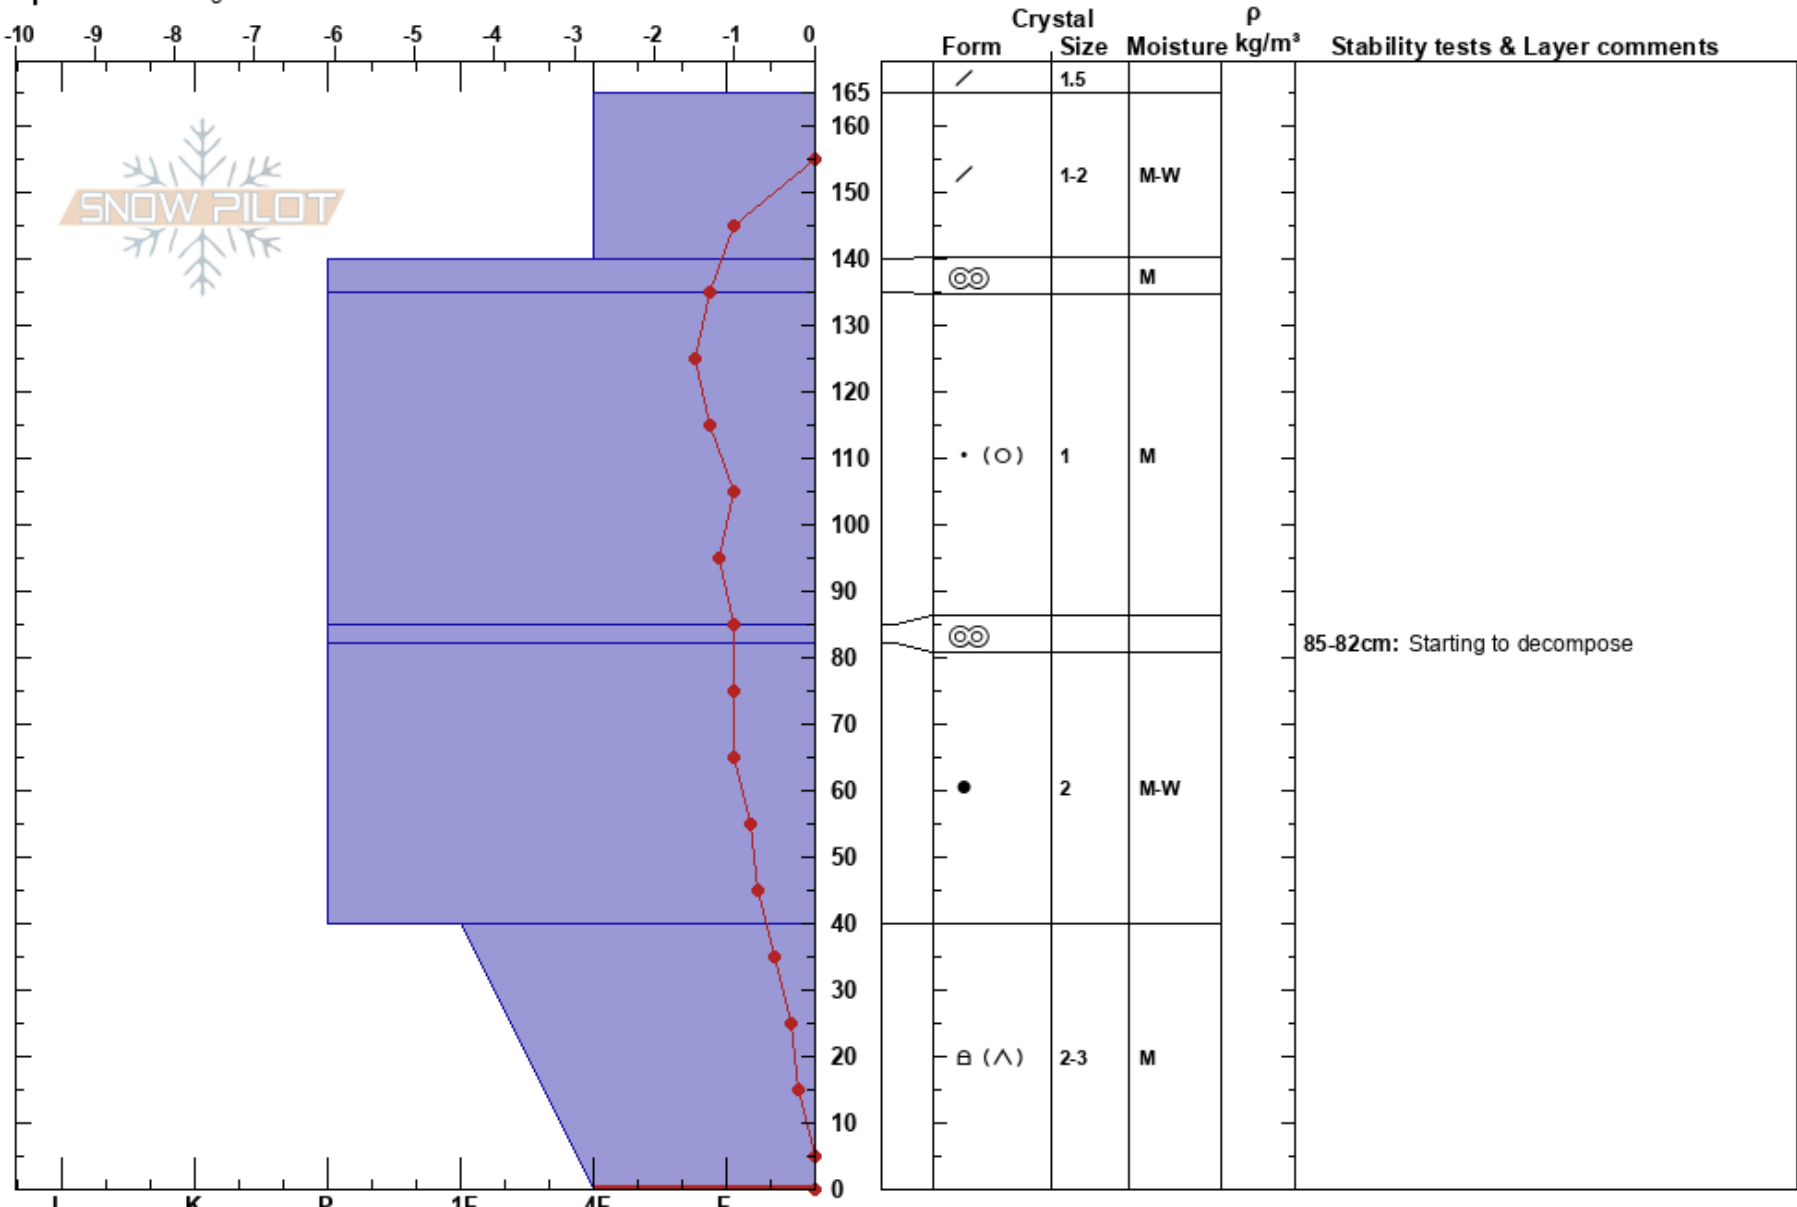 Crystal ρ
-10 -9 -8 -7 -6 -5 -4 -3 -2 -1 0 Form Size Moisture kg/m³ Stability tests & Layer comments
1.5
165
160
SNOW PILOT
1-2 M-W
150
140
M
130
120
110 • (O) 1 M
100
90
85-82cm: Starting to decompose
80
70
60 ● 2 M-W
50
40
30
20 (∧) 2-3 M
10
0